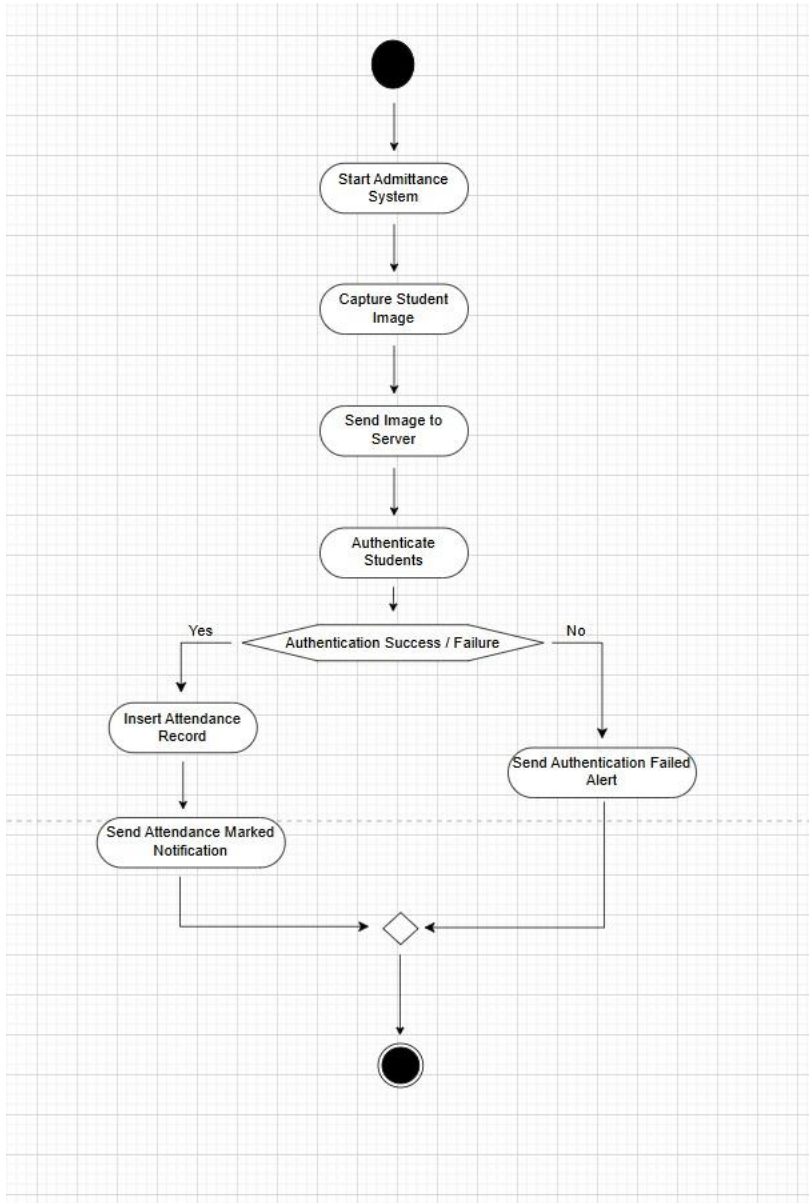 Start Admittance
System
Capture Student
Image
Send Image to
Server
Authenticate
Students
Authentication Success / Failure
Yes
No
Insert Attendance
Record
Send Authentication Failed
Alert
Send Attendance Marked
Notification